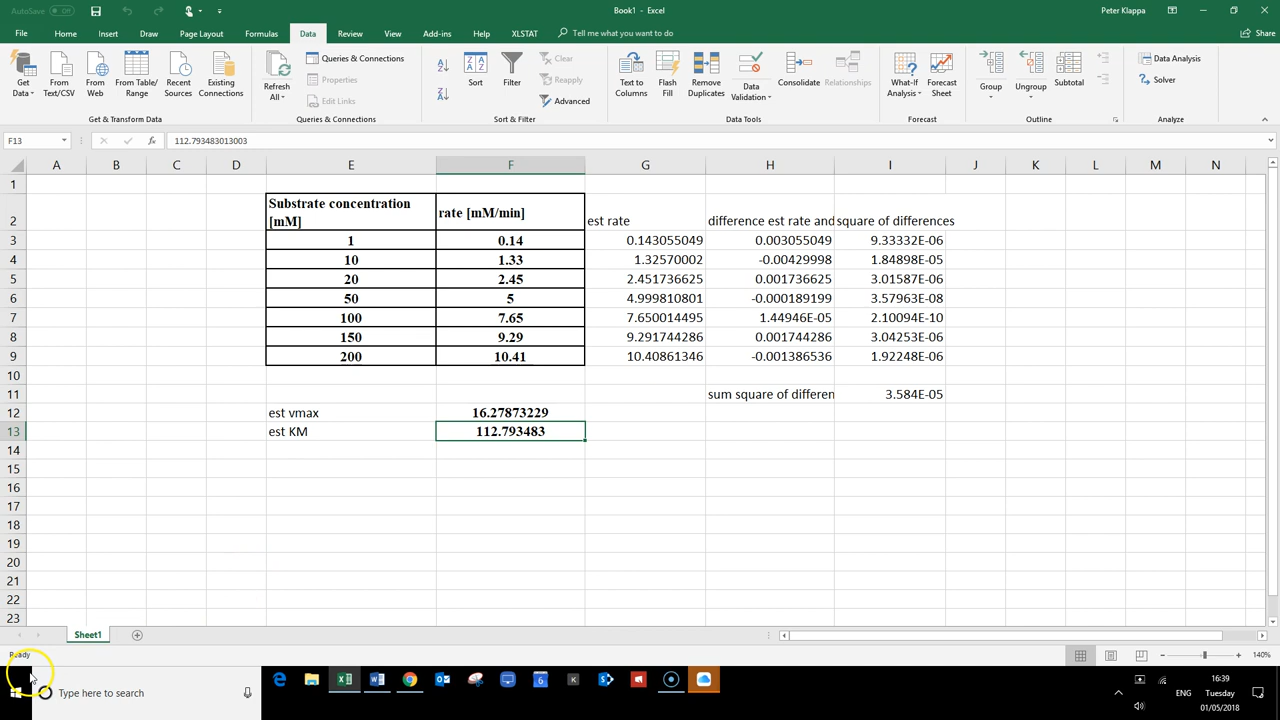 AutoSave Off
Book1 - Excel
Peter Klappa
File Home Insert Draw Page Layout Formulas Data Review View Add-ins Help XLSTAT Tell me what you want to do Share
Get Data
From Text/CSV
From Web
From Table/ Range
Recent Sources
Existing Connections
Get & Transform Data
Refresh All
Queries & Connections
Properties
Edit Links
Queries & Connections
Sort
Filter
Clear
Reapply
Advanced
Sort & Filter
Text to Columns
Flash Fill
Remove Duplicates
Data Validation
Consolidate
Relationships
Data Tools
What-If Analysis
Forecast Sheet
Forecast
Group
Ungroup
Subtotal
Outline
Data Analysis
Solver
Analyze
F13 fx 112.793483013003
A B C D E F G H I J K L M N
1
2 Substrate concentration [mM] rate [mM/min] est rate difference est rate and square of differences
3 1 0.14 0.143055049 0.003055049 9.33332E-06
4 10 1.33 1.32570002 -0.00429998 1.84898E-05
5 20 2.45 2.451736625 0.001736625 3.01587E-06
6 50 5 4.999810801 -0.000189199 3.57963E-08
7 100 7.65 7.650014495 1.44946E-05 2.10094E-10
8 150 9.29 9.291744286 0.001744286 3.04253E-06
9 200 10.41 10.40861346 -0.001386536 1.92248E-06
10
11 sum square of differen 3.584E-05
12 est vmax 16.27873229
13 est KM 112.793483
14
15
16
17
18
19
20
21
22
23
Sheet1
Ready
140%
Type here to search
16:39
ENG Tuesday
01/05/2018